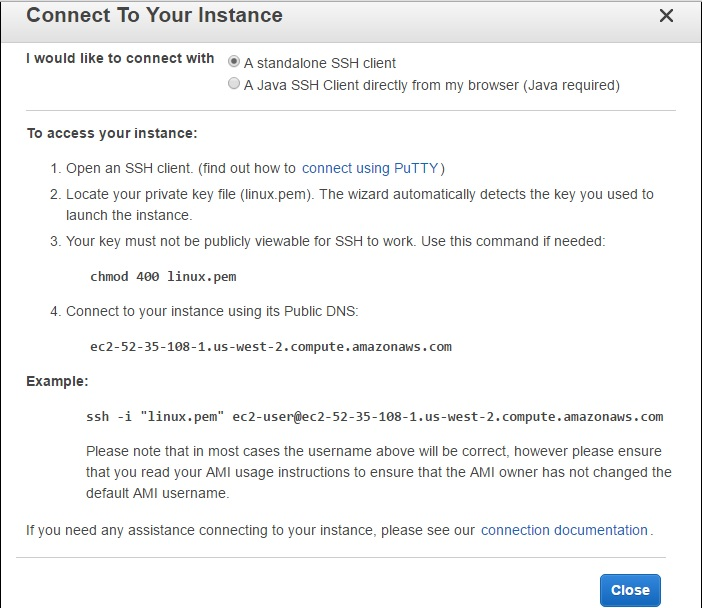 Connect To Your Instance
I would like to connect with
A standalone SSH client
A Java SSH Client directly from my browser (Java required)
To access your instance:
1. Open an SSH client. (find out how to connect using PuTTY)
2. Locate your private key file (linux.pem). The wizard automatically detects the key you used to
launch the instance.
3. Your key must not be publicly viewable for SSH to work. Use this command if needed:
chmod 400 linux.pem
4. Connect to your instance using its Public DNS:
ec2-52-35-108-1.us-west-2.compute.amazonaws.com
Example:
ssh -i "linux.pem" ec2-user@ec2-52-35-108-1.us-west-2.compute.amazonaws.com
Please note that in most cases the username above will be correct, however please ensure
that you read your AMI usage instructions to ensure that the AMI owner has not changed the
default AMI username.
If you need any assistance connecting to your instance, please see our connection documentation.
Close